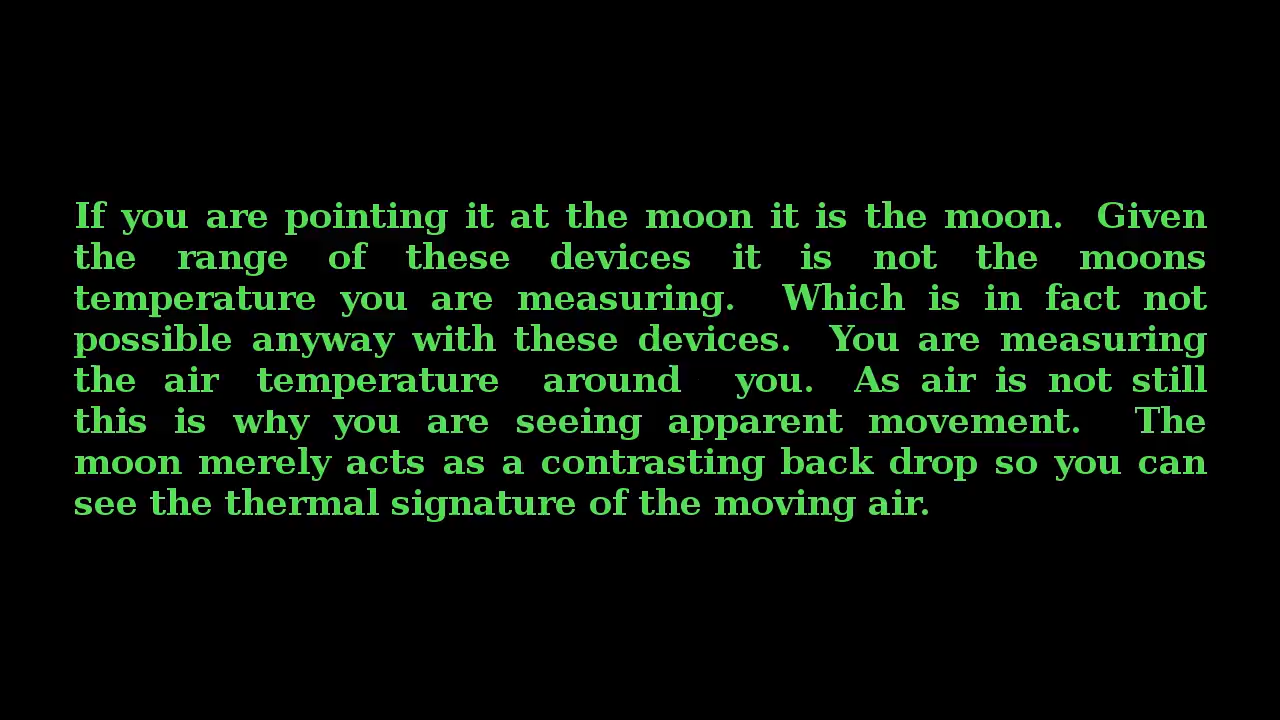 If you are pointing it at the moon it is the moon.  Given
the range of these devices it is not the moons
temperature you are measuring.  Which is in fact not
possible anyway with these devices.  You are measuring
the air temperature around you.  As air is not still
this is why you are seeing apparent movement.  The
moon merely acts as a contrasting back drop so you can
see the thermal signature of the moving air.